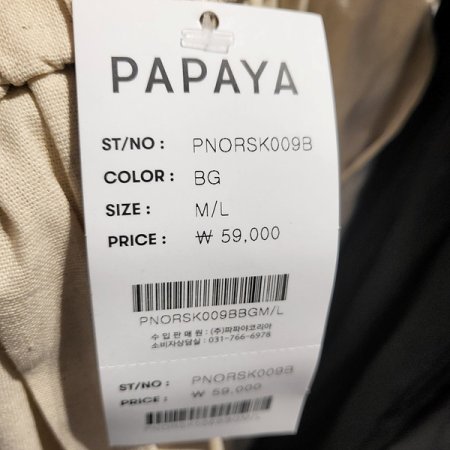 PAPAYA
ST/NO : PNORSK009B
COLOR : BG
SIZE : M/L
PRICE : ₩ 59,000
PNORSK009BBGM/L
수 입 판 매 원 : (주)파파야코리아
소비자상담실 : 031-766-6978
ST/NO : PNORSK009B
PRICE : ₩ 59,000
PNORSK009BBGM/L